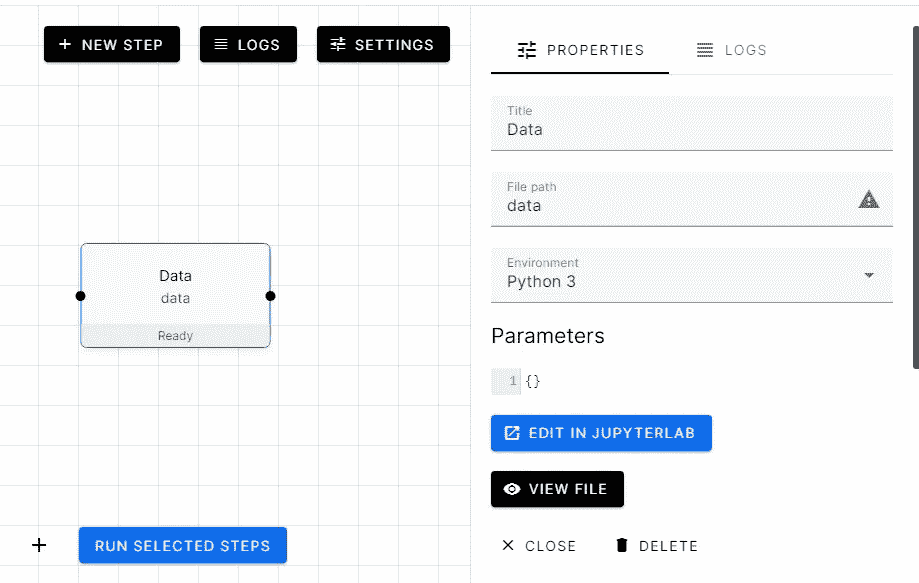 NEW STEP
LOGS
SETTINGS
Data
data
Ready
RUN SELECTED STEPS
PROPERTIES
LOGS
Title
Data
File path
data
Environment
Python 3
Parameters
1 {}
EDIT IN JUPYTERLAB
VIEW FILE
CLOSE
DELETE